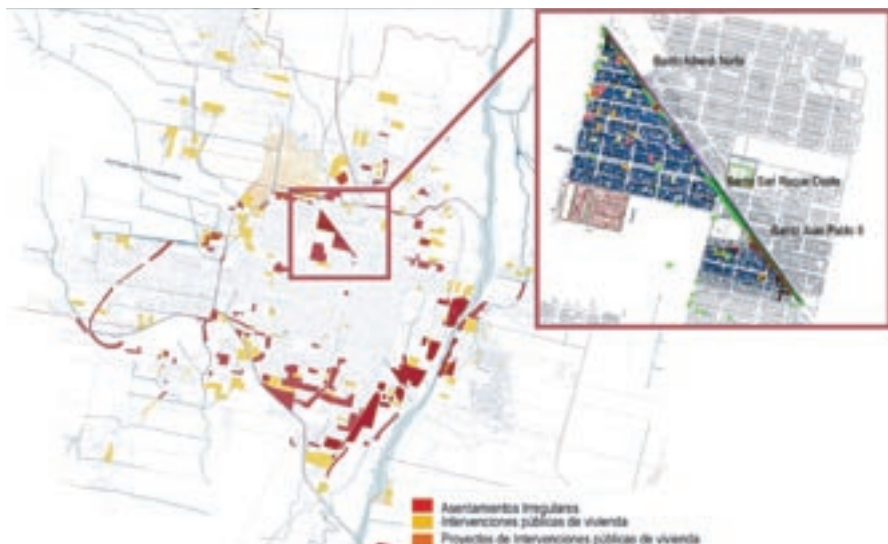 Barrio Alberdi Norte
Barrio San Roque Oeste
Barrio Juan Pablo II
Asentamientos Irregulares
Intervenciones públicas de vivienda
Proyectos de Intervenciones públicas de vivienda